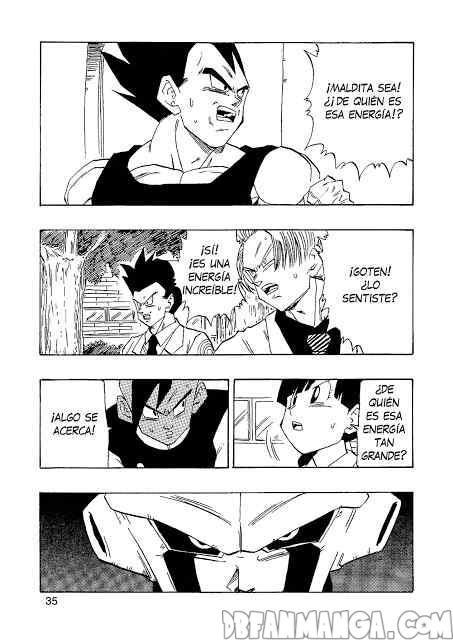 ¡MALDITA SEA!
¿¡DE QUIÉN ES
ESA ENERGÍA!?
¡GOTEN!
¿LO
SENTISTE?
¡SÍ!
¡ES UNA
ENERGÍA
INCREÍBLE!
¿DE
QUIÉN
ES ESA
ENERGÍA
TAN
GRANDE?
¡ALGO SE
ACERCA!
35
DBFANMANGA.COM